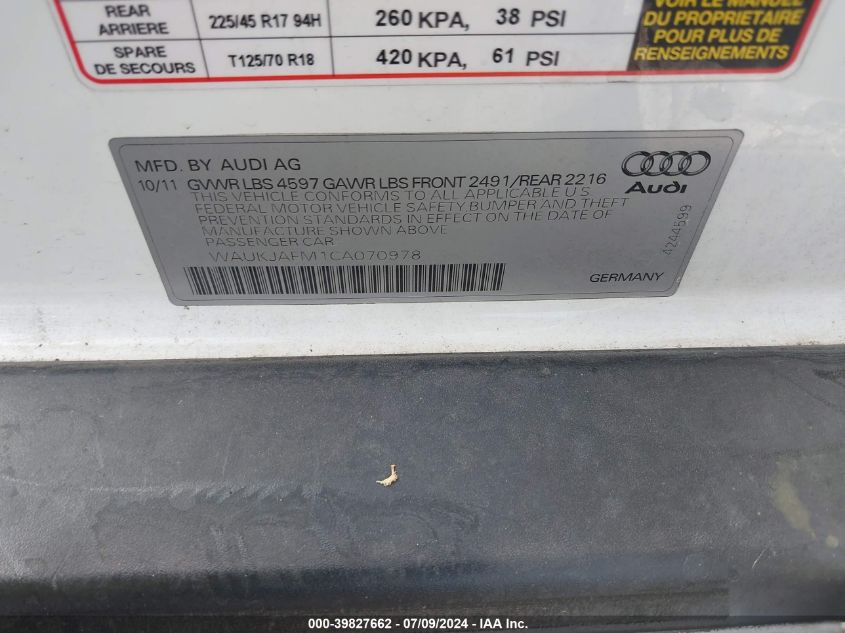 REAR
ARRIERE
225/45 R17 94H
260 KPA, 38 PSI
SPARE
DE SECOURS
T125/70 R18
420 KPA, 61 PSI
VOIR LE MANUEL
DU PROPRIETAIRE
POUR PLUS DE
RENSEIGNEMENTS
MFD. BY AUDI AG
10/11 GVWR LBS 4597 GAWR LBS FRONT 2491/REAR 2216
THIS VEHICLE CONFORMS TO ALL APPLICABLE U.S.
FEDERAL MOTOR VEHICLE SAFETY BUMPER AND THEFT
PREVENTION STANDARDS IN EFFECT ON THE DATE OF
MANUFACTURE SHOWN ABOVE
PASSENGER CAR
WAUKJAFM1CA070978
Audi
4244599
GERMANY
000-39827662 - 07/09/2024 - IAA Inc.